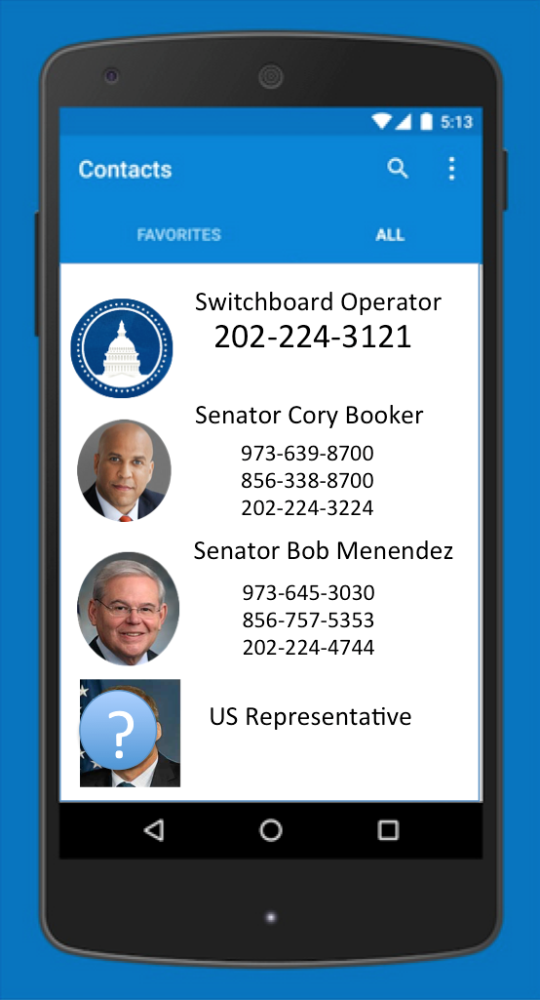 5:13
Contacts
FAVORITES ALL
Switchboard Operator
202-224-3121
Senator Cory Booker
973-639-8700
856-338-8700
202-224-3224
Senator Bob Menendez
973-645-3030
856-757-5353
202-224-4744
?
US Representative